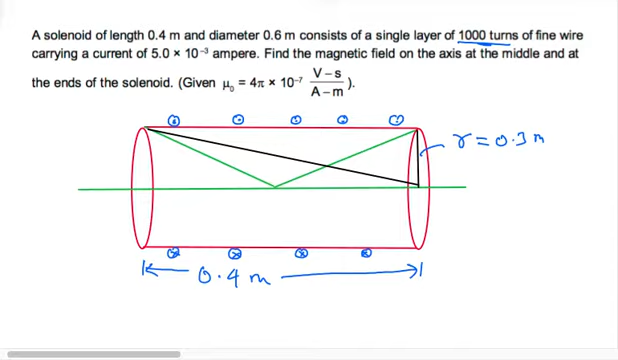 A solenoid of length 0.4 m and diameter 0.6 m consists of a single layer of 1000 turns of fine wire
carrying a current of 5.0 × 10⁻³ ampere. Find the magnetic field on the axis at the middle and at
the ends of the solenoid. (Given μ₀ = 4π × 10⁻⁷ V–s/A–m).
r = 0.3 m
0.4 m